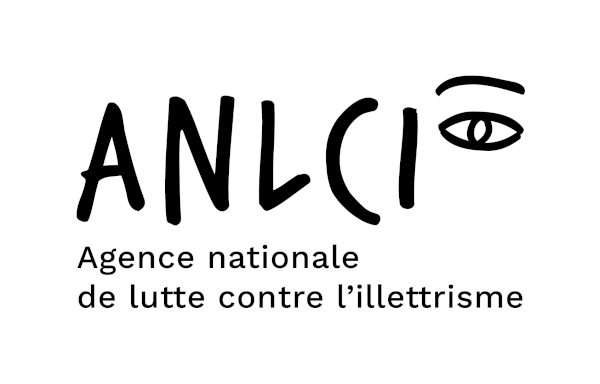 ANLCI
Agence nationale
de lutte contre l’illettrisme